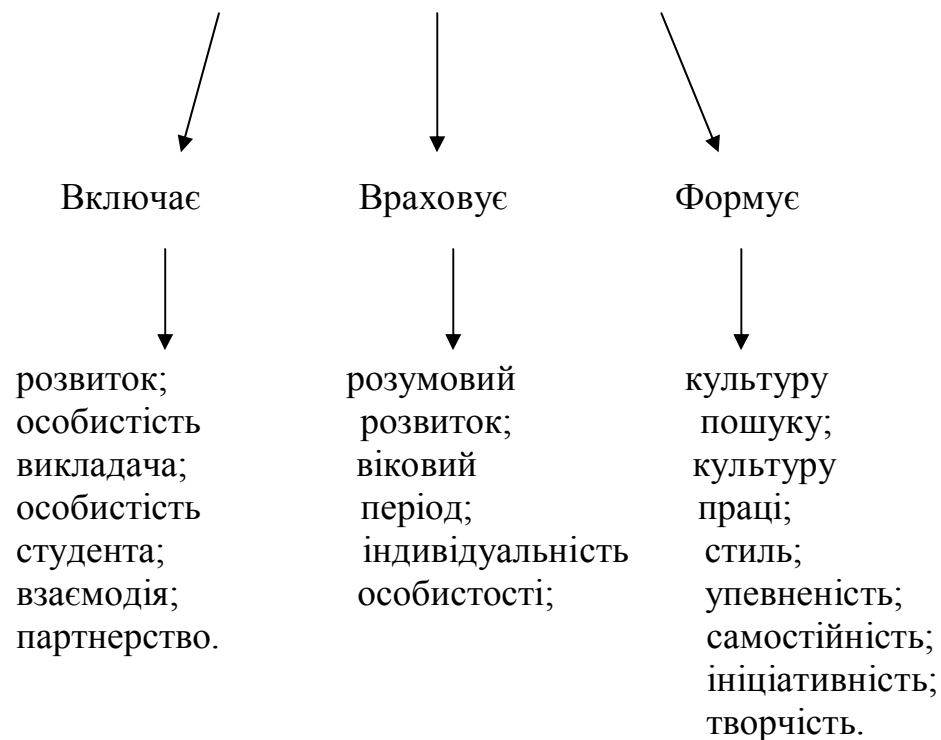 Включає
Враховує
Формує
розвиток;
особистість
викладача;
особистість
студента;
взаємодія;
партнерство.
розумовий
розвиток;
віковий
період;
індивідуальність
особистості;
культуру
пошуку;
культуру
праці;
стиль;
упевненість;
самостійність;
ініціативність;
творчість.